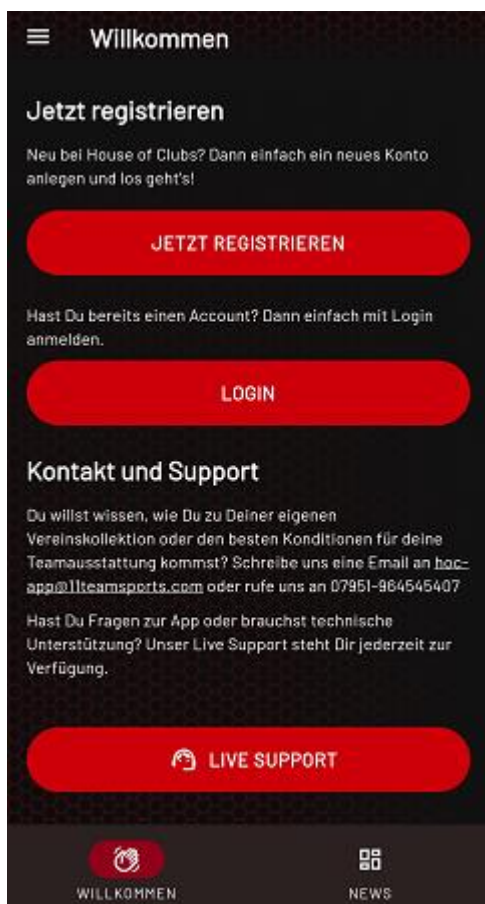 Willkommen
Jetzt registrieren
Neu bei House of Clubs? Dann einfach ein neues Konto
anlegen und los geht's!
JETZT REGISTRIEREN
Hast Du bereits einen Account? Dann einfach mit Login
anmelden.
LOGIN
Kontakt und Support
Du willst wissen, wie Du zu Deiner eigenen
Vereinskollektion oder den besten Konditionen für deine
Teamausstattung kommst? Schreibe uns eine Email an hoc-
app@11teamsports.com oder rufe uns an 07951-964545407
Hast Du Fragen zur App oder brauchst technische
Unterstützung? Unser Live Support steht Dir jederzeit zur
Verfügung.
LIVE SUPPORT
WILLKOMMEN
NEWS